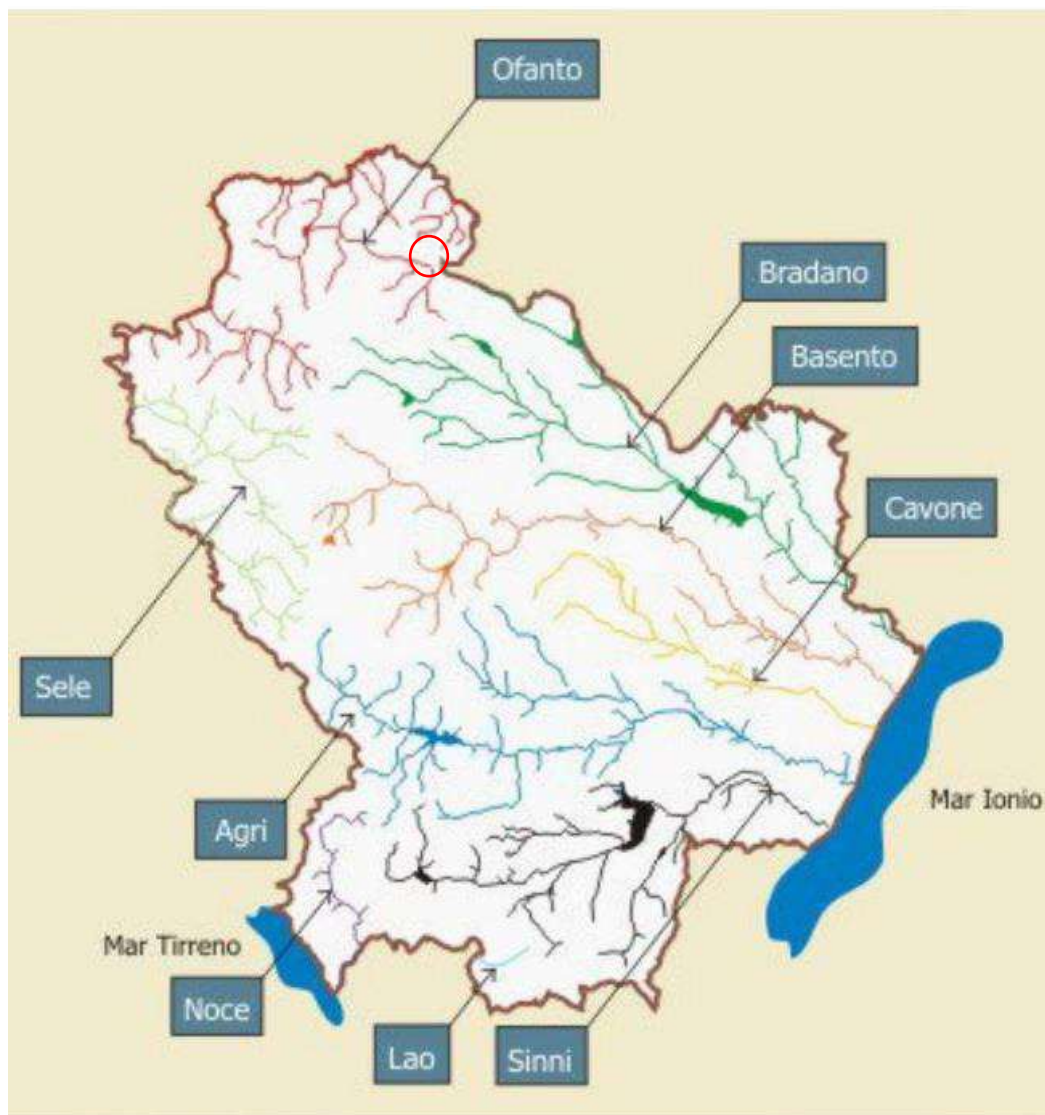 Ofanto
Bradano
Basento
Cavone
Sele
Mar Ionio
Agri
Mar Tirreno
Noce
Lao
Sinni